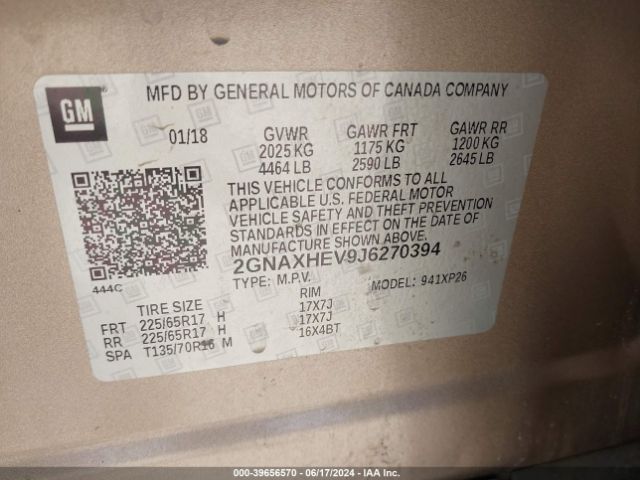 GM
MFD BY GENERAL MOTORS OF CANADA COMPANY
01/18 GVWR GAWR FRT GAWR RR
2025 KG 1175 KG 1200 KG
4464 LB 2590 LB 2645 LB
THIS VEHICLE CONFORMS TO ALL
APPLICABLE U.S. FEDERAL MOTOR
VEHICLE SAFETY AND THEFT PREVENTION
STANDARDS IN EFFECT ON THE DATE OF
MANUFACTURE SHOWN ABOVE.
2GNAXHEV9J6270394
444C TYPE: M.P.V. MODEL: 941XP26
TIRE SIZE RIM
FRT 225/65R17 H 17X7J
RR 225/65R17 H 17X7J
SPA T135/70R16 M 16X4BT
000-39656570 - 06/17/2024 - IAA Inc.